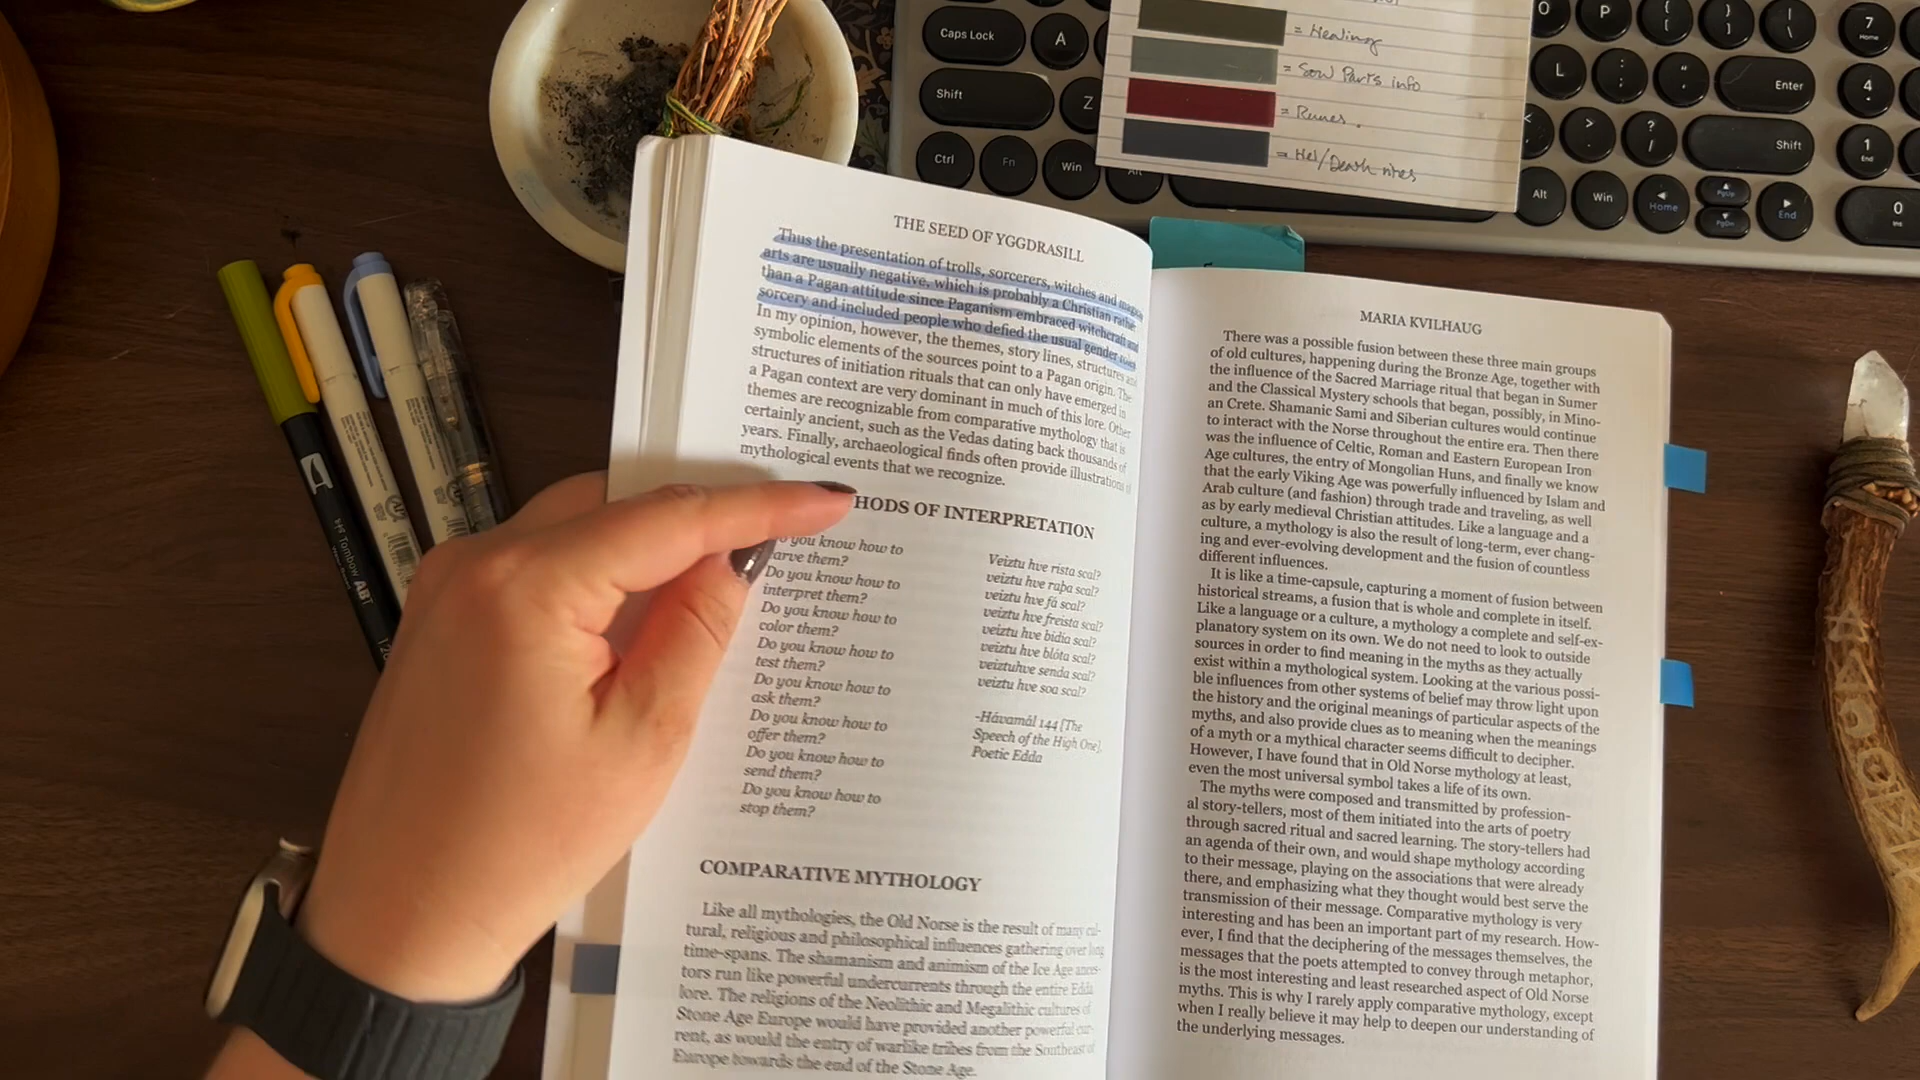 Caps Lock
A
Shift
Z
Ctrl
Fn
Win
Alt
= Healing
= Soul Parts info
= Runes.
= Hel/Death rites
O
P
{
[
}
]
|
\
7
Home
L
:
;
"
Enter
4
<
>
?
/
Shift
1
End
Alt
Win
Home
PgUp
PgDn
End
0
Ins
Tombow ABT
THE SEED OF YGGDRASILL
Thus the presentation of trolls, sorcerers, witches and
arts are usually negative, which is probably a Christian rather
than a Pagan attitude since Paganism embraced witchcraft and
sorcery and included people who defied the usual gender roles.
In my opinion, however, the themes, story lines, structures and
symbolic elements of the sources point to a Pagan origin. The
structures of initiation rituals that can only have emerged in
a Pagan context are very dominant in much of this lore. Other
themes are recognizable from comparative mythology that is
certainly ancient, such as the Vedas dating back thousands of
years. Finally, archaeological finds often provide illustrations of
mythological events that we recognize.
HODS OF INTERPRETATION
you know how to
carve them?
Do you know how to
interpret them?
Do you know how to
color them?
Do you know how to
test them?
Do you know how to
ask them?
Do you know how to
offer them?
Do you know how to
send them?
Do you know how to
stop them?
Veiztu hve rísta scal?
veiztu hve raþa scal?
veiztu hve fá scal?
veiztu hve freista scal?
veiztu hve biðia scal?
veiztu hve blóta scal?
veiztuhve senda scal?
veiztu hve soa scal?
-Hávamál 144 [The
Speech of the High One],
Poetic Edda
COMPARATIVE MYTHOLOGY
Like all mythologies, the Old Norse is the result of many cul-
tural, religious and philosophical influences gathering over long
time-spans. The shamanism and animism of the Ice Age ances-
tors run like powerful undercurrents through the entire Edda
lore. The religions of the Neolithic and Megalithic cultures of
Stone Age Europe would have provided another powerful cur-
rent, as would the entry of warlike tribes from the Southeast of
Europe towards the end of the Stone Age.
MARIA KVILHAUG
There was a possible fusion between these three main groups
of old cultures, happening during the Bronze Age, together with
the influence of the Sacred Marriage ritual that began in Sumer
and the Classical Mystery schools that began, possibly, in Mino-
an Crete. Shamanic Sami and Siberian cultures would continue
to interact with the Norse throughout the entire era. Then there
was the influence of Celtic, Roman and Eastern European Iron
Age cultures, the entry of Mongolian Huns, and finally we know
that the early Viking Age was powerfully influenced by Islam and
Arab culture (and fashion) through trade and traveling, as well
as by early medieval Christian attitudes. Like a language and a
culture, a mythology is also the result of long-term, ever chang-
ing and ever-evolving development and the fusion of countless
different influences.
It is like a time-capsule, capturing a moment of fusion between
historical streams, a fusion that is whole and complete in itself.
Like a language or a culture, a mythology a complete and self-ex-
planatory system on its own. We do not need to look to outside
sources in order to find meaning in the myths as they actually
exist within a mythological system. Looking at the various possi-
ble influences from other systems of belief may throw light upon
the history and the original meanings of particular aspects of the
myths, and also provide clues as to meaning when the meanings
of a myth or a mythical character seems difficult to decipher.
However, I have found that in Old Norse mythology at least,
even the most universal symbol takes a life of its own.
The myths were composed and transmitted by profession-
al story-tellers, most of them initiated into the arts of poetry
through sacred ritual and sacred learning. The story-tellers had
an agenda of their own, and would shape mythology according
to their message, playing on the associations that were already
there, and emphasizing what they thought would best serve the
transmission of their message. Comparative mythology is very
interesting and has been an important part of my research. How-
ever, I find that the deciphering of the messages themselves, the
messages that the poets attempted to convey through metaphor,
is the most interesting and least researched aspect of Old Norse
myths. This is why I rarely apply comparative mythology, except
when I really believe it may help to deepen our understanding of
the underlying messages.